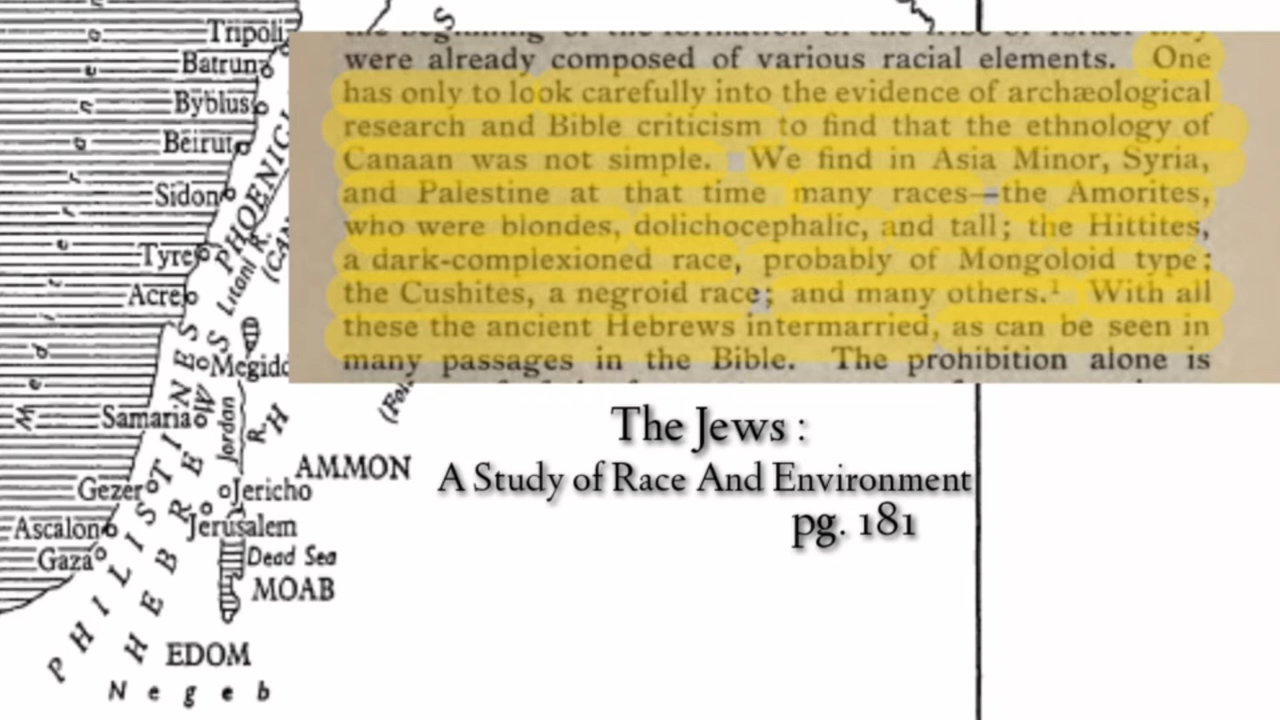 Tripoli
Batrun
Byblus
Beirut
Sidon
Tyre
Acre
Megidd
Samaria
Gezer
Jericho
Ascalon
Jerusalem
Gaza
Dead Sea
AMMON
MOAB
EDOM
Negeb
PHILISTINES
HEBREWS
PHOENICI
Litani R.
(CAN
Jordan
R.
H
(Fo
S
were already composed of various racial elements. One
has only to look carefully into the evidence of archæological
research and Bible criticism to find that the ethnology of
Canaan was not simple. We find in Asia Minor, Syria,
and Palestine at that time many races—the Amorites,
who were blondes, dolichocephalic, and tall; the Hittites,
a dark-complexioned race, probably of Mongoloid type;
the Cushites, a negroid race; and many others.¹ With all
these the ancient Hebrews intermarried, as can be seen in
many passages in the Bible. The prohibition alone is
The Jews :
A Study of Race And Environment
pg. 181